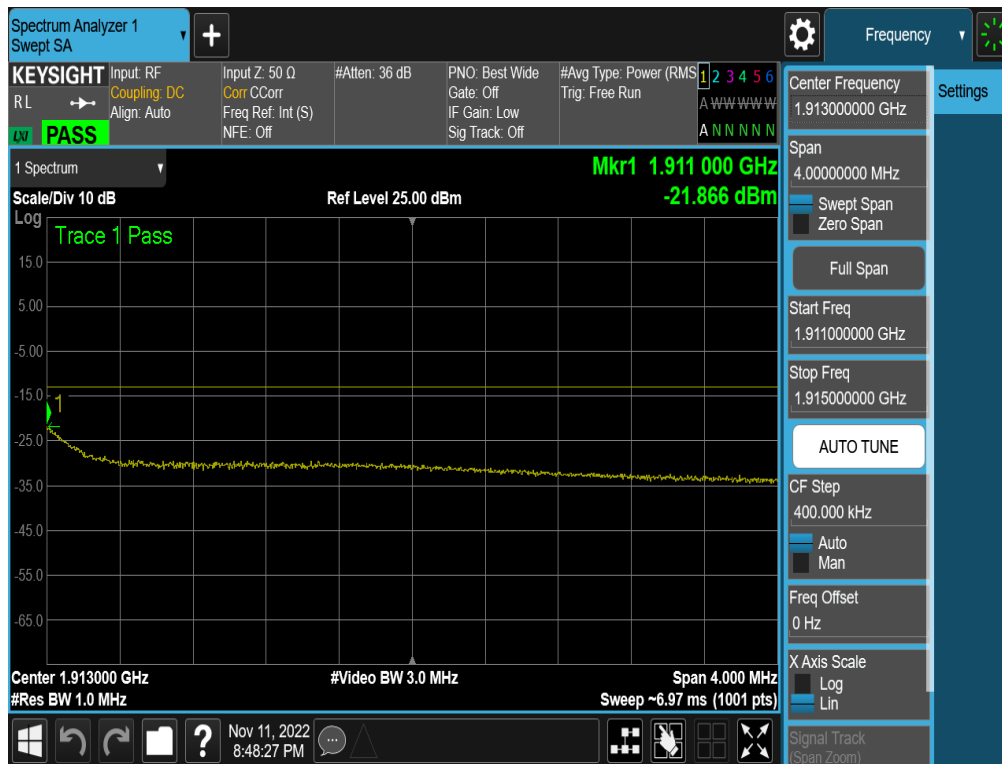 Spectrum Analyzer 1
Swept SA
+
Frequency
KEYSIGHT
RL
LXI PASS
Input: RF
Coupling: DC
Align: Auto
Input Z: 50 Ω
Corr CCorr
Freq Ref: Int (S)
NFE: Off
#Atten: 36 dB
PNO: Best Wide
Gate: Off
IF Gain: Low
Sig Track: Off
#Avg Type: Power (RMS
Trig: Free Run
1 2 3 4 5 6
A W W W W W
A N N N N N
1 Spectrum
Mkr1 1.911 000 GHz
-21.866 dBm
Scale/Div 10 dB
Ref Level 25.00 dBm
Log
Trace 1 Pass
15.0
5.00
-5.00
-15.0
1
-25.0
-35.0
-45.0
-55.0
-65.0
Center 1.913000 GHz
#Video BW 3.0 MHz
Span 4.000 MHz
#Res BW 1.0 MHz
Sweep ~6.97 ms (1001 pts)
?
Nov 11, 2022
8:48:27 PM
Center Frequency
1.913000000 GHz
Settings
Span
4.00000000 MHz
Swept Span
Zero Span
Full Span
Start Freq
1.911000000 GHz
Stop Freq
1.915000000 GHz
AUTO TUNE
CF Step
400.000 kHz
Auto
Man
Freq Offset
0 Hz
X Axis Scale
Log
Lin
Signal Track
(Span Zoom)